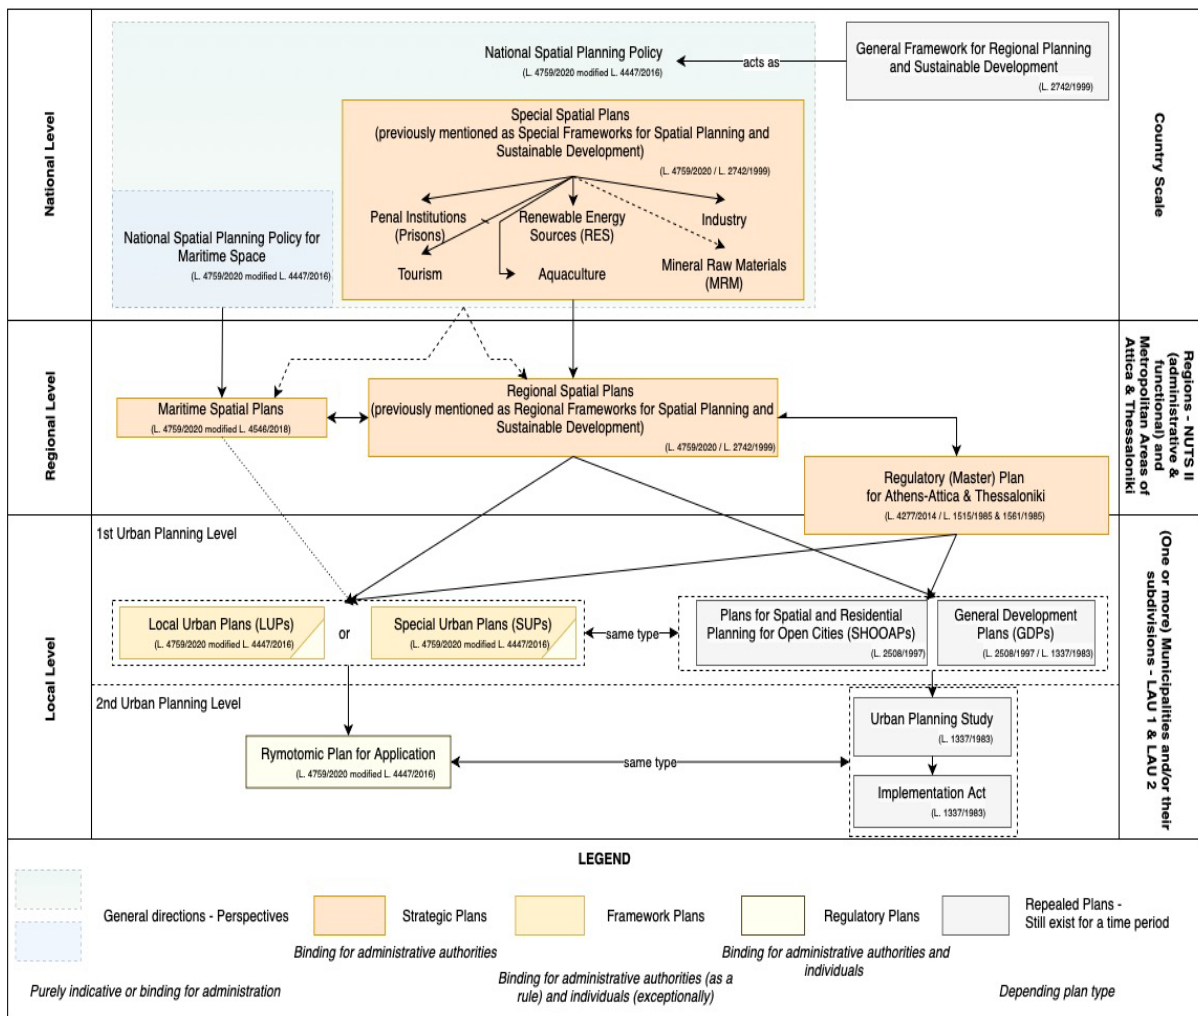 National Level
National Spatial Planning Policy
(L. 4759/2020 modified L. 4447/2016)
acts as
General Framework for Regional Planning
and Sustainable Development
(L. 2742/1999)
Country Scale
Special Spatial Plans
(previously mentioned as Special Frameworks for Spatial Planning and
Sustainable Development)
(L. 4759/2020 / L. 2742/1999)
Penal Institutions
(Prisons)
Renewable Energy
Sources (RES)
Industry
Tourism
Aquaculture
Mineral Raw Materials
(MRM)
National Spatial Planning Policy for
Maritime Space
(L. 4759/2020 modified L. 4447/2016)
Regional Level
Maritime Spatial Plans
(L. 4759/2020 modified L. 4546/2018)
Regional Spatial Plans
(previously mentioned as Regional Frameworks for Spatial Planning and
Sustainable Development)
(L. 4759/2020 / L. 2742/1999)
Regulatory (Master) Plan
for Athens-Attica & Thessaloniki
(L. 4277/2014 / L. 1515/1985 & 1561/1985)
Regions - NUTS II
(administrative &
functional) and
Metropolitan Areas of
Attica & Thessaloniki
Local Level
1st Urban Planning Level
Local Urban Plans (LUPs)
(L. 4759/2020 modified L. 4447/2016)
or
Special Urban Plans (SUPs)
(L. 4759/2020 modified L. 4447/2016)
same type
Plans for Spatial and Residential
Planning for Open Cities (SHOOAPs)
(L. 2508/1997)
General Development
Plans (GDPs)
(L. 2508/1997 / L. 1337/1983)
2nd Urban Planning Level
Rymotomic Plan for Application
(L. 4759/2020 modified L. 4447/2016)
same type
Urban Planning Study
(L. 1337/1983)
Implementation Act
(L. 1337/1983)
(One or more) Municipalities and/or their
subdivisions - LAU 1 & LAU 2
LEGEND
General directions - Perspectives
Strategic Plans
Framework Plans
Regulatory Plans
Repealed Plans -
Still exist for a time period
Purely indicative or binding for administration
Binding for administrative authorities
Binding for administrative authorities (as a
rule) and individuals (exceptionally)
Binding for administrative authorities and
individuals
Depending plan type